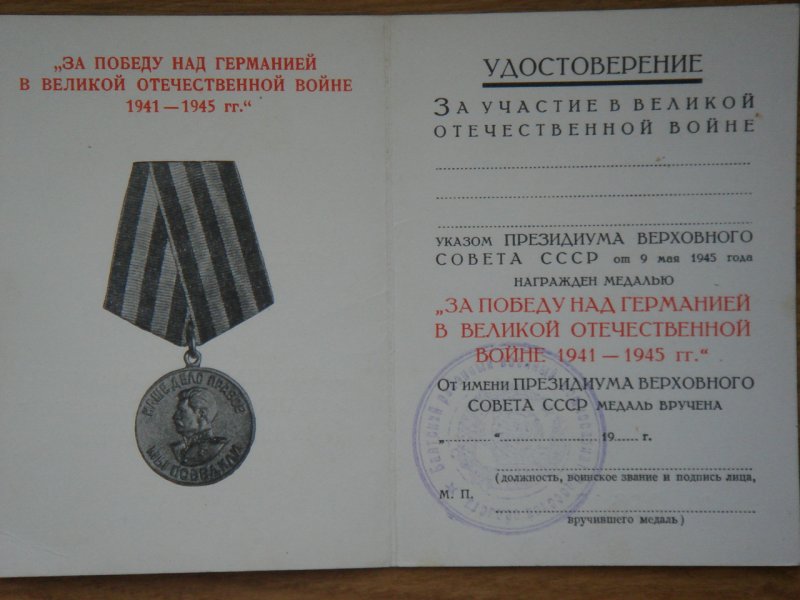 „ЗА ПОБЕДУ НАД ГЕРМАНИЕЙ
В ВЕЛИКОЙ ОТЕЧЕСТВЕННОЙ ВОЙНЕ
1941—1945 гг.“
НАШЕ ДЕЛО ПРАВОЕ
МЫ ПОБЕДИЛИ
УДОСТОВЕРЕНИЕ
ЗА УЧАСТИЕ В ВЕЛИКОЙ
ОТЕЧЕСТВЕННОЙ ВОЙНЕ
УКАЗОМ ПРЕЗИДИУМА ВЕРХОВНОГО
СОВЕТА СССР от 9 мая 1945 года
НАГРАЖДЕН МЕДАЛЬЮ
„ЗА ПОБЕДУ НАД ГЕРМАНИЕЙ
В ВЕЛИКОЙ ОТЕЧЕСТВЕННОЙ
ВОЙНЕ 1941—1945 гг.“
От имени ПРЕЗИДИУМА ВЕРХОВНОГО
СОВЕТА СССР МЕДАЛЬ ВРУЧЕНА
„..........“.................... 19...... г.
(должность, воинское звание и подпись лица,
М. П.
вручившего медаль)